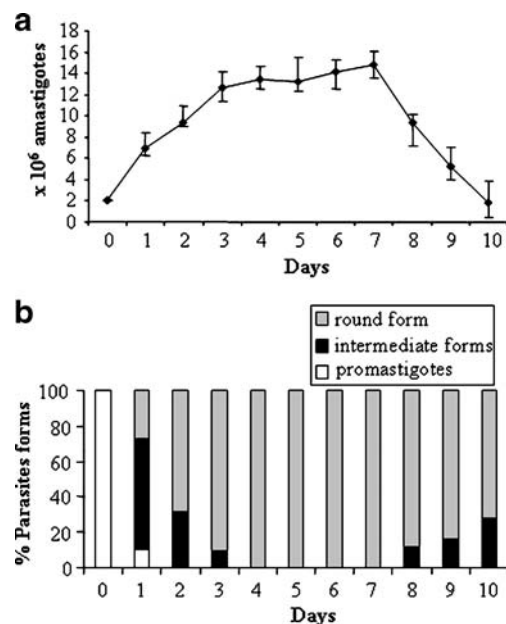 a
x 10⁶ amastigotes
18
16
14
12
10
8
6
4
2
0
0 1 2 3 4 5 6 7 8 9 10
Days
b
round form
intermediate forms
promastigotes
% Parasites forms
100
80
60
40
20
0
0 1 2 3 4 5 6 7 8 9 10
Days